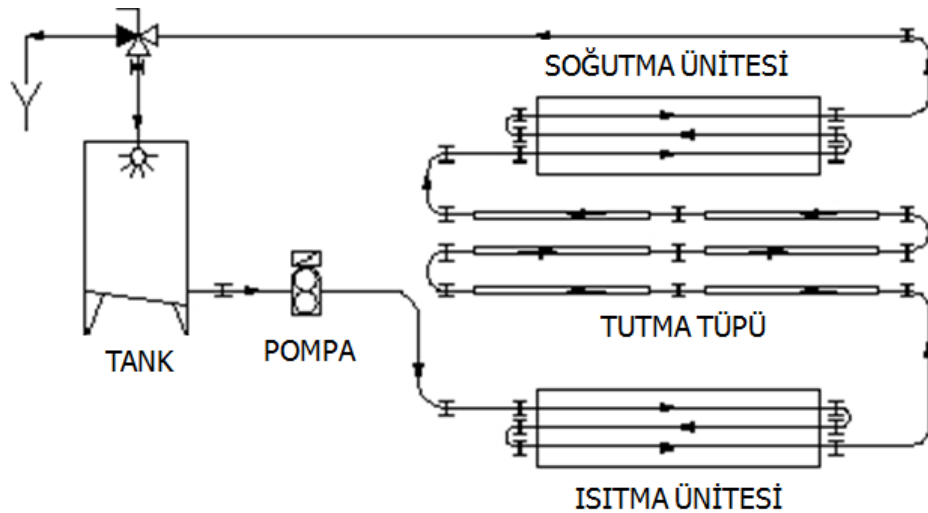 SOĞUTMA ÜNİTESİ
TUTMA TÜPÜ
POMPA
TANK
ISITMA ÜNİTESİ